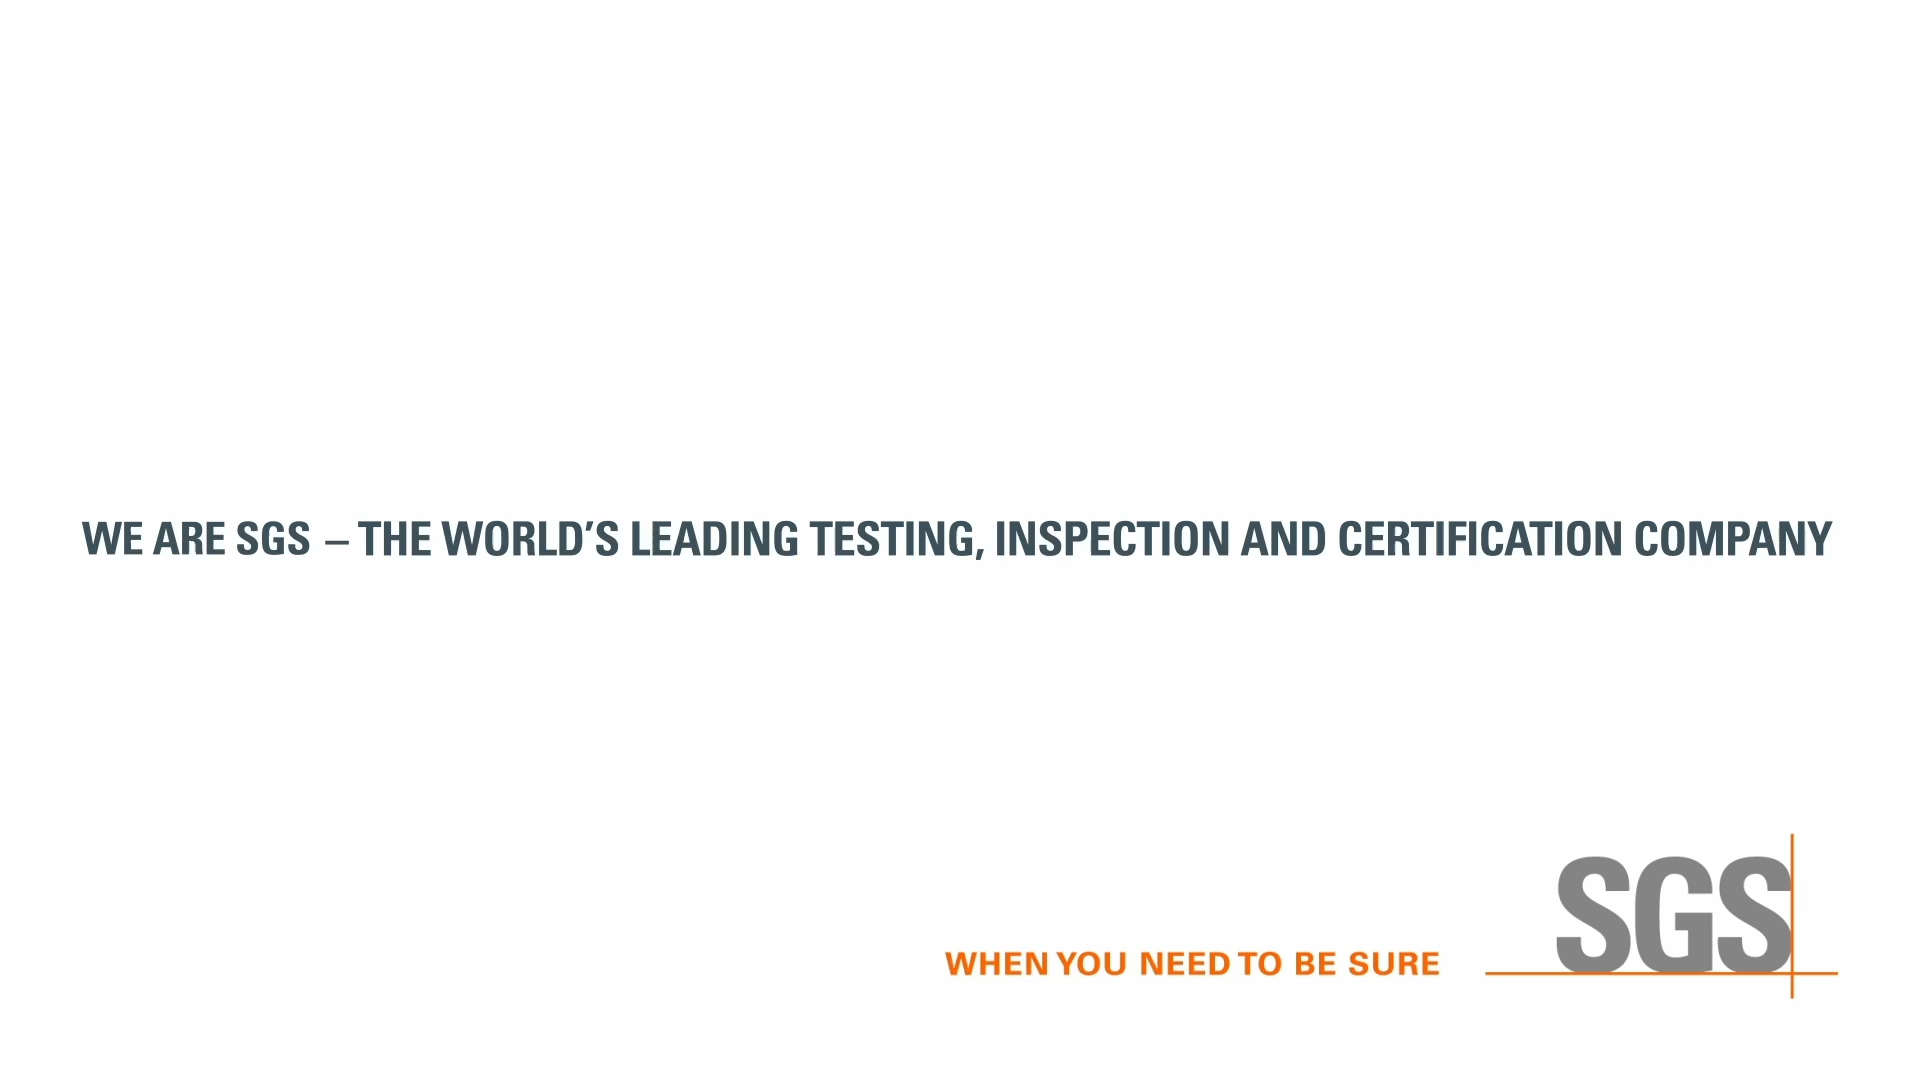 WE ARE SGS – THE WORLD’S LEADING TESTING, INSPECTION AND CERTIFICATION COMPANY
WHEN YOU NEED TO BE SURE
SGS